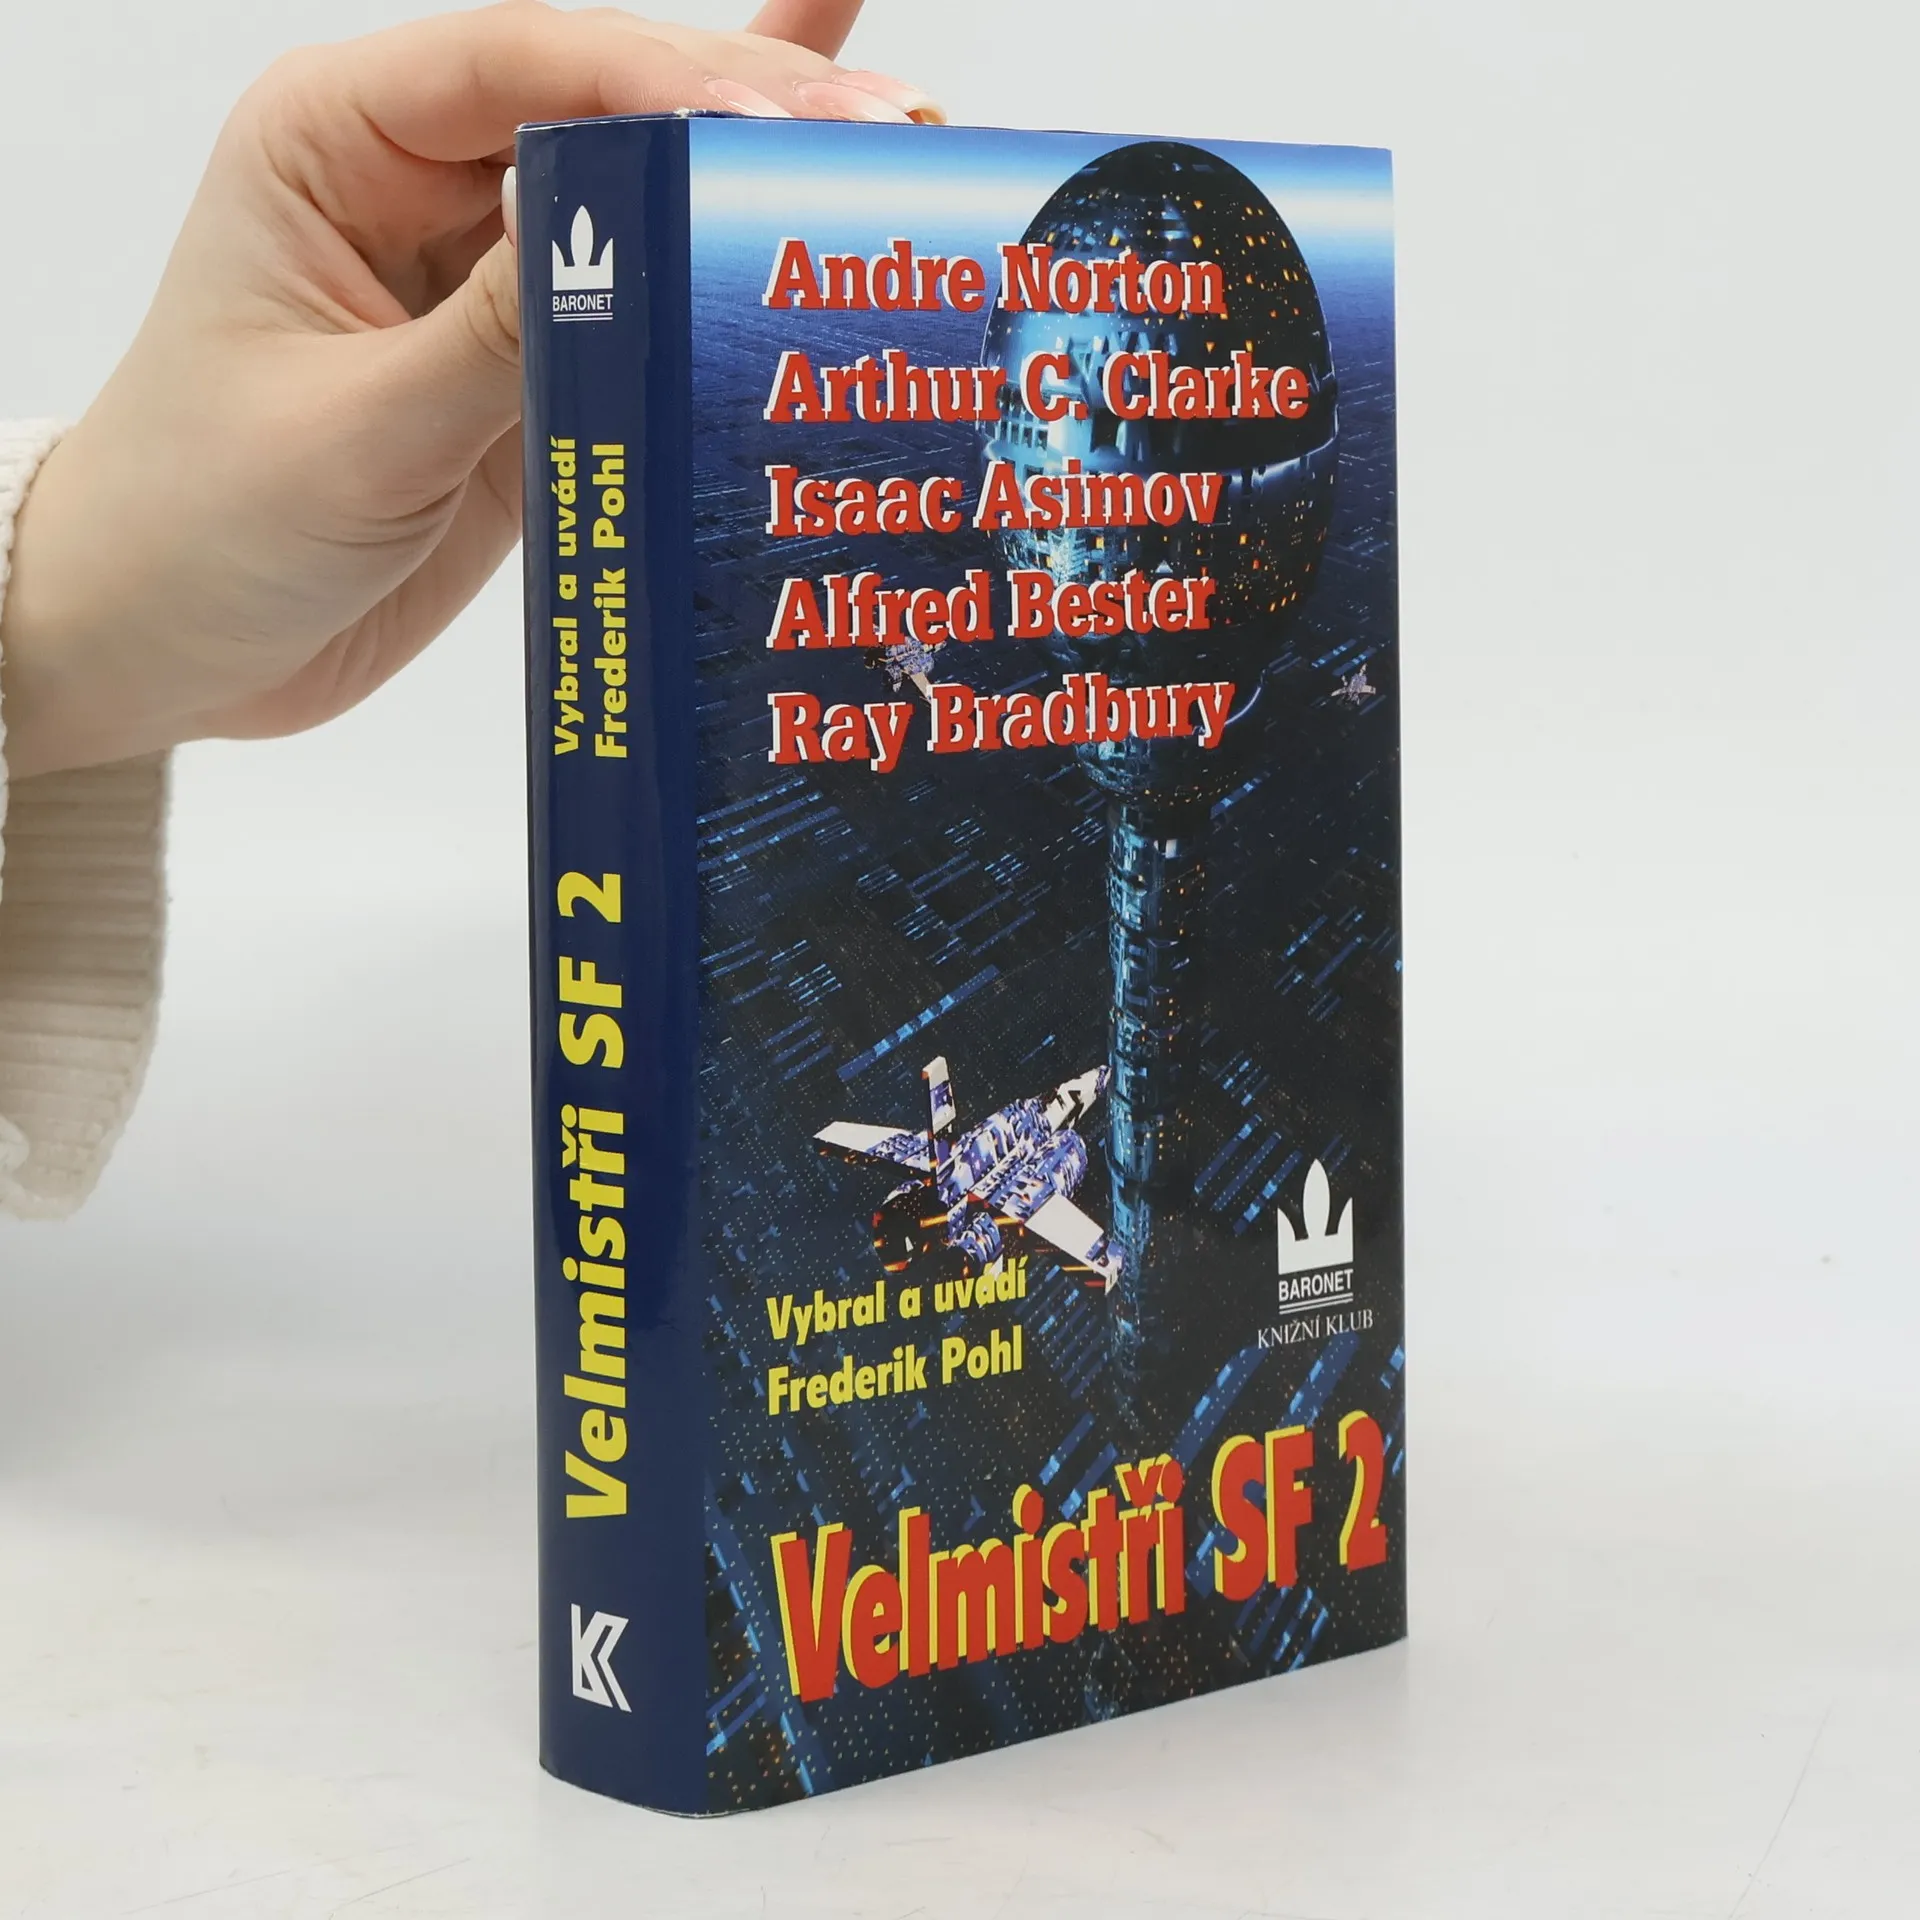 BARONET
Vybral a uvádí
Frederik Pohl
Velmistři SF 2
Andre Norton
Arthur C. Clarke
Isaac Asimov
Alfred Bester
Ray Bradbury
Vybral a uvádí
Frederik Pohl
BARONET
KNIŽNÍ KLUB
Velmistři SF 2